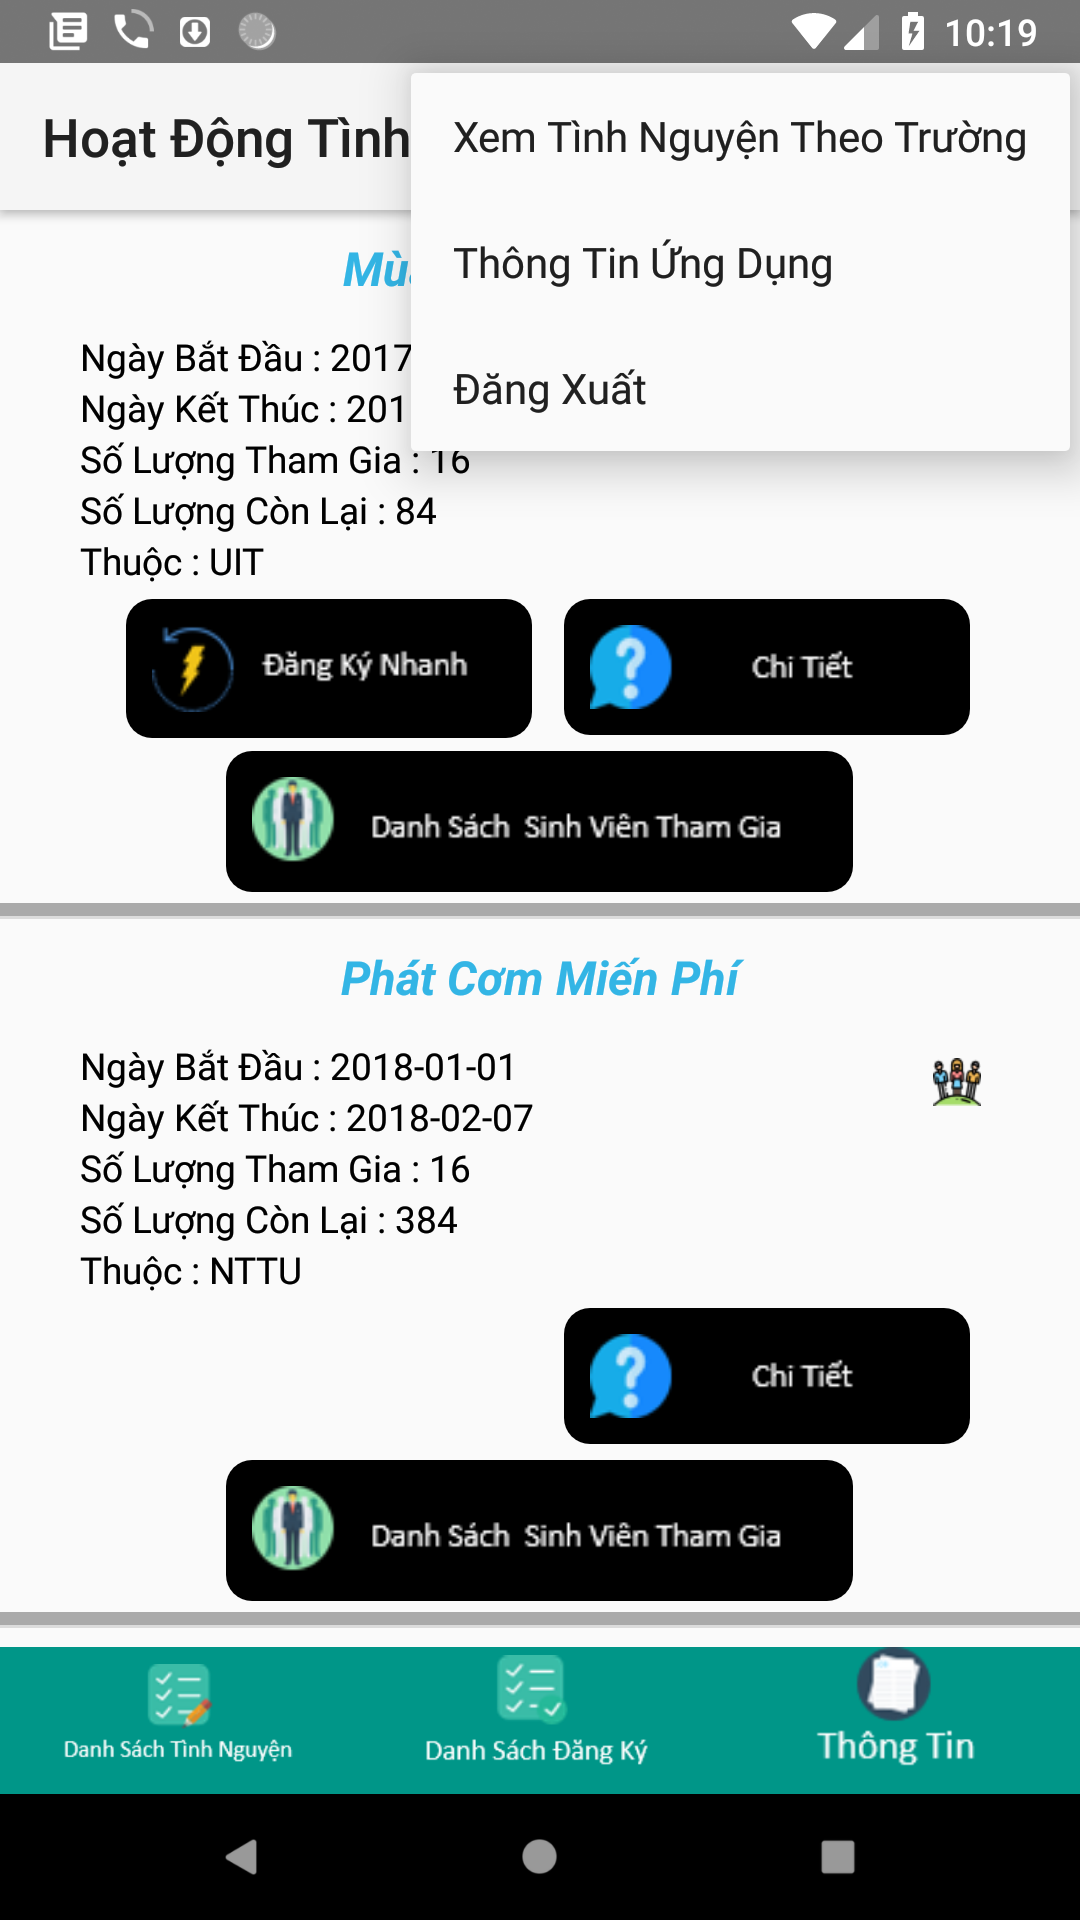 10:19
Hoạt Động Tình
Xem Tình Nguyện Theo Trường
Thông Tin Ứng Dụng
Đăng Xuất
Ngày Bắt Đầu : 2017
Ngày Kết Thúc : 201
Số Lượng Tham Gia : 16
Số Lượng Còn Lại : 84
Thuộc : UIT
Đăng Ký Nhanh
Chi Tiết
Danh Sách Sinh Viên Tham Gia
Phát Cơm Miến Phí
Ngày Bắt Đầu : 2018-01-01
Ngày Kết Thúc : 2018-02-07
Số Lượng Tham Gia : 16
Số Lượng Còn Lại : 384
Thuộc : NTTU
Chi Tiết
Danh Sách Sinh Viên Tham Gia
Danh Sách Tình Nguyện
Danh Sách Đăng Ký
Thông Tin